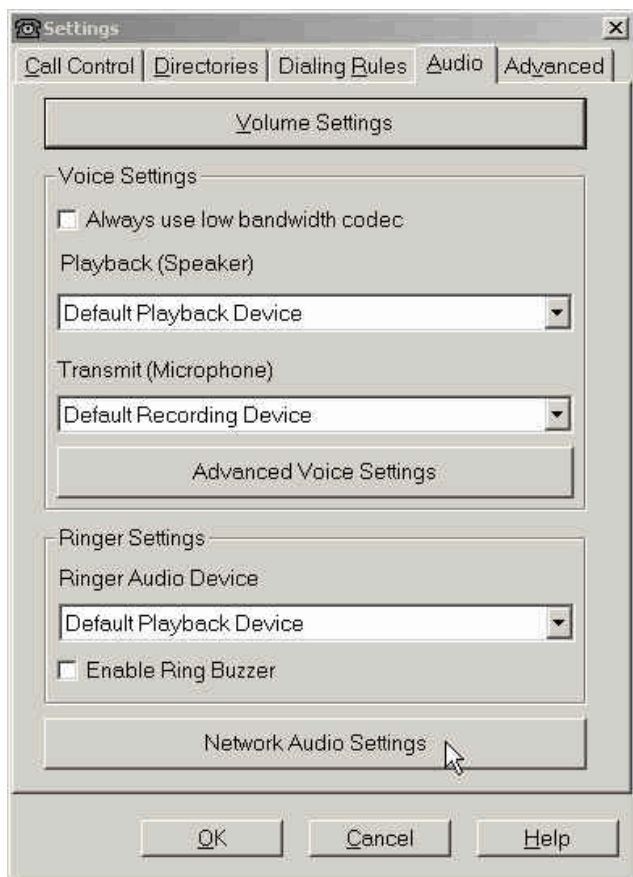 Settings
Call Control Directories Dialing Rules Audio Advanced
Volume Settings
Voice Settings
Always use low bandwidth codec
Playback (Speaker)
Default Playback Device
Transmit (Microphone)
Default Recording Device
Advanced Voice Settings
Ringer Settings
Ringer Audio Device
Default Playback Device
Enable Ring Buzzer
Network Audio Settings
OK Cancel Help